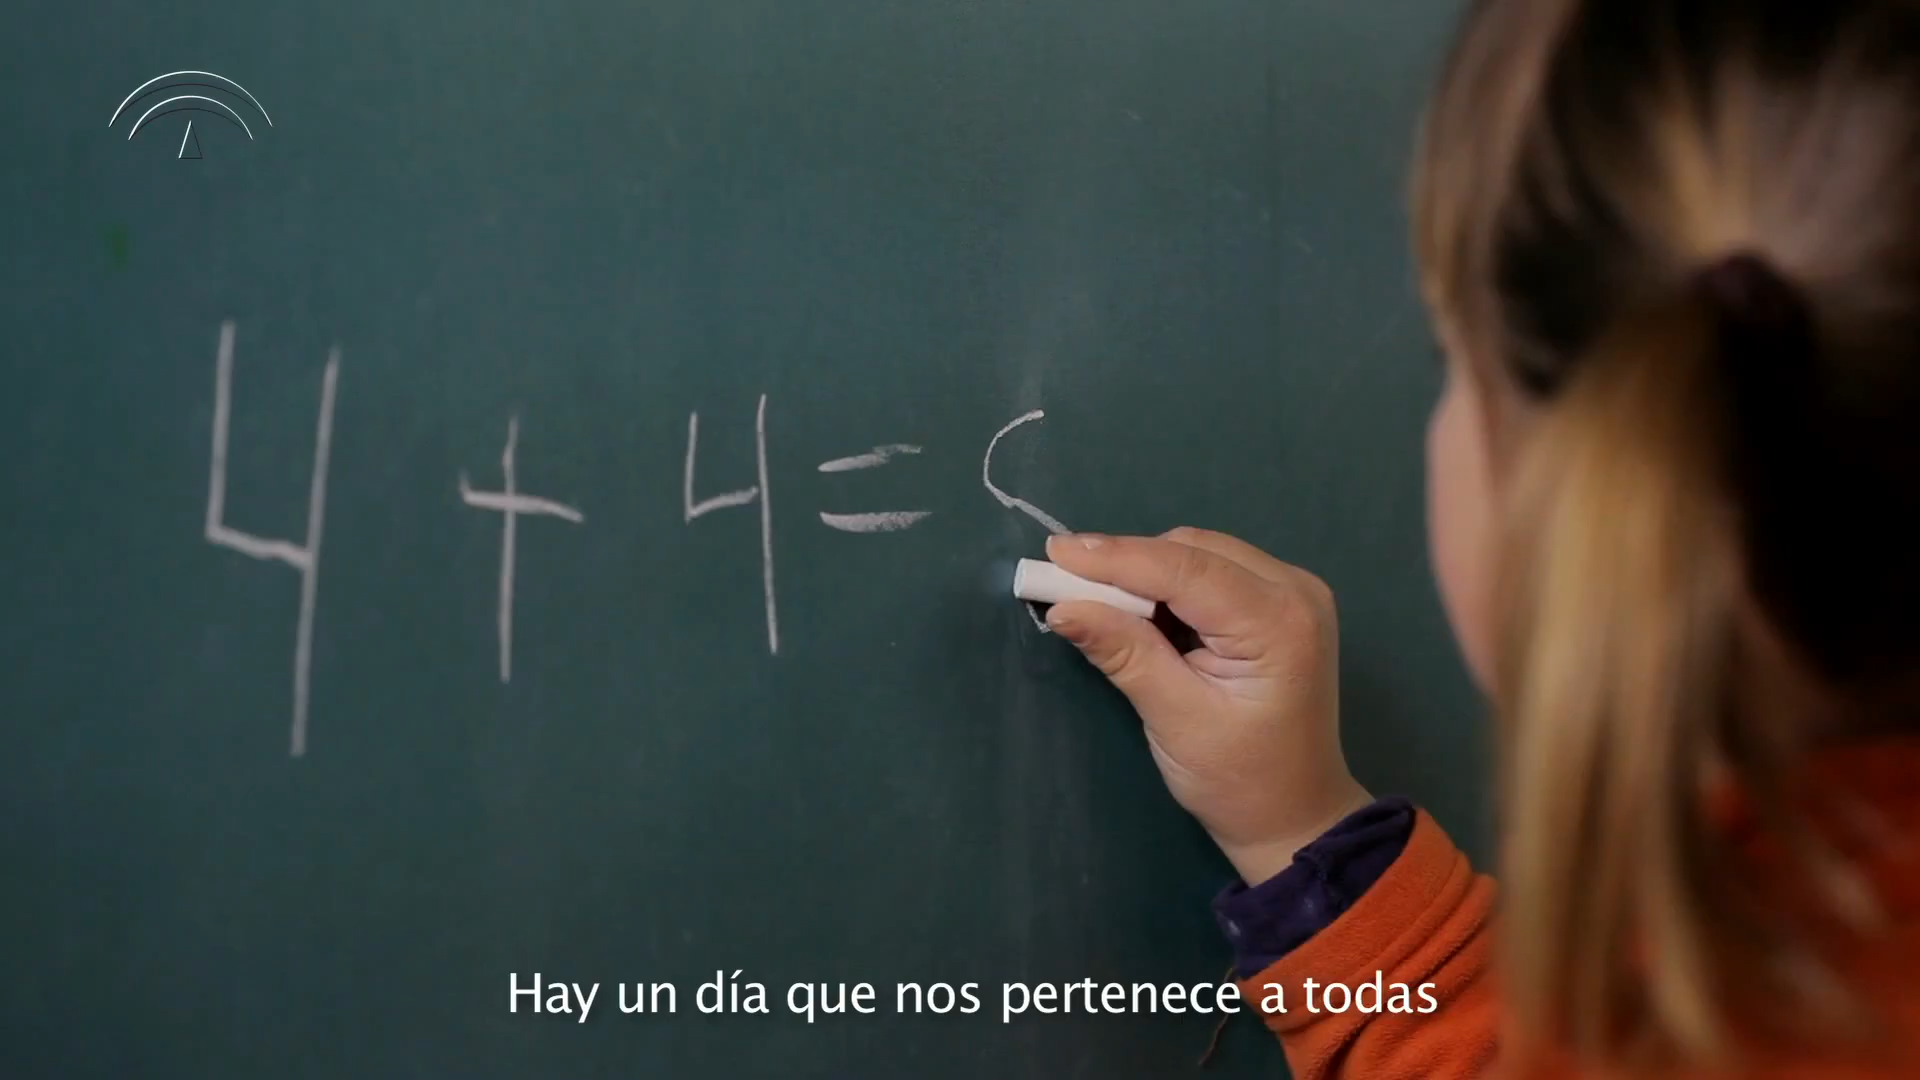 4 + 4 =
Hay un día que nos pertenece a todas